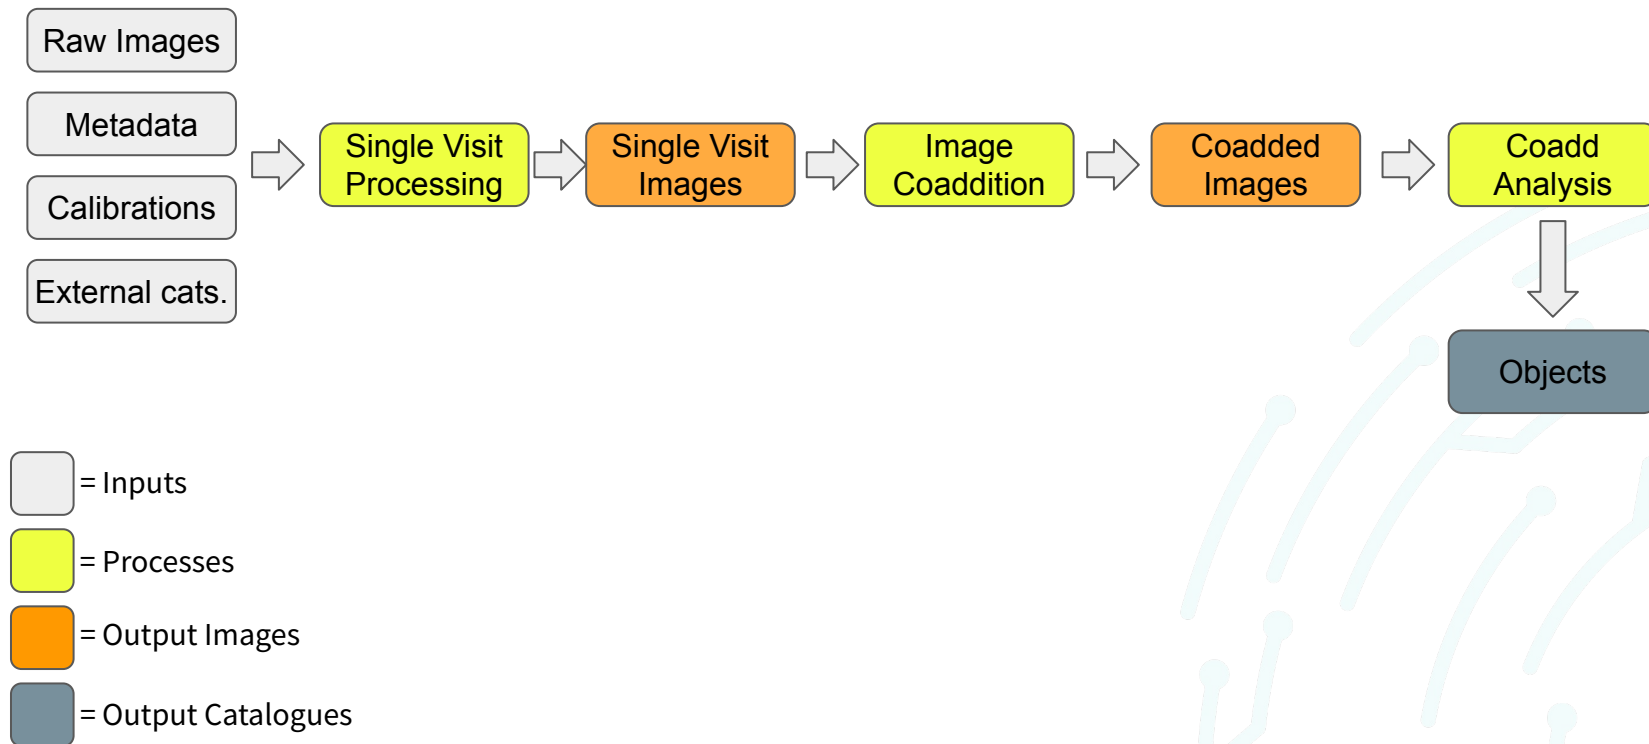 Raw Images
Metadata
Calibrations
External cats.
Single Visit
Processing
Single Visit
Images
Image
Coaddition
Coadded
Images
Coadd
Analysis
Objects
= Inputs
= Processes
= Output Images
= Output Catalogues